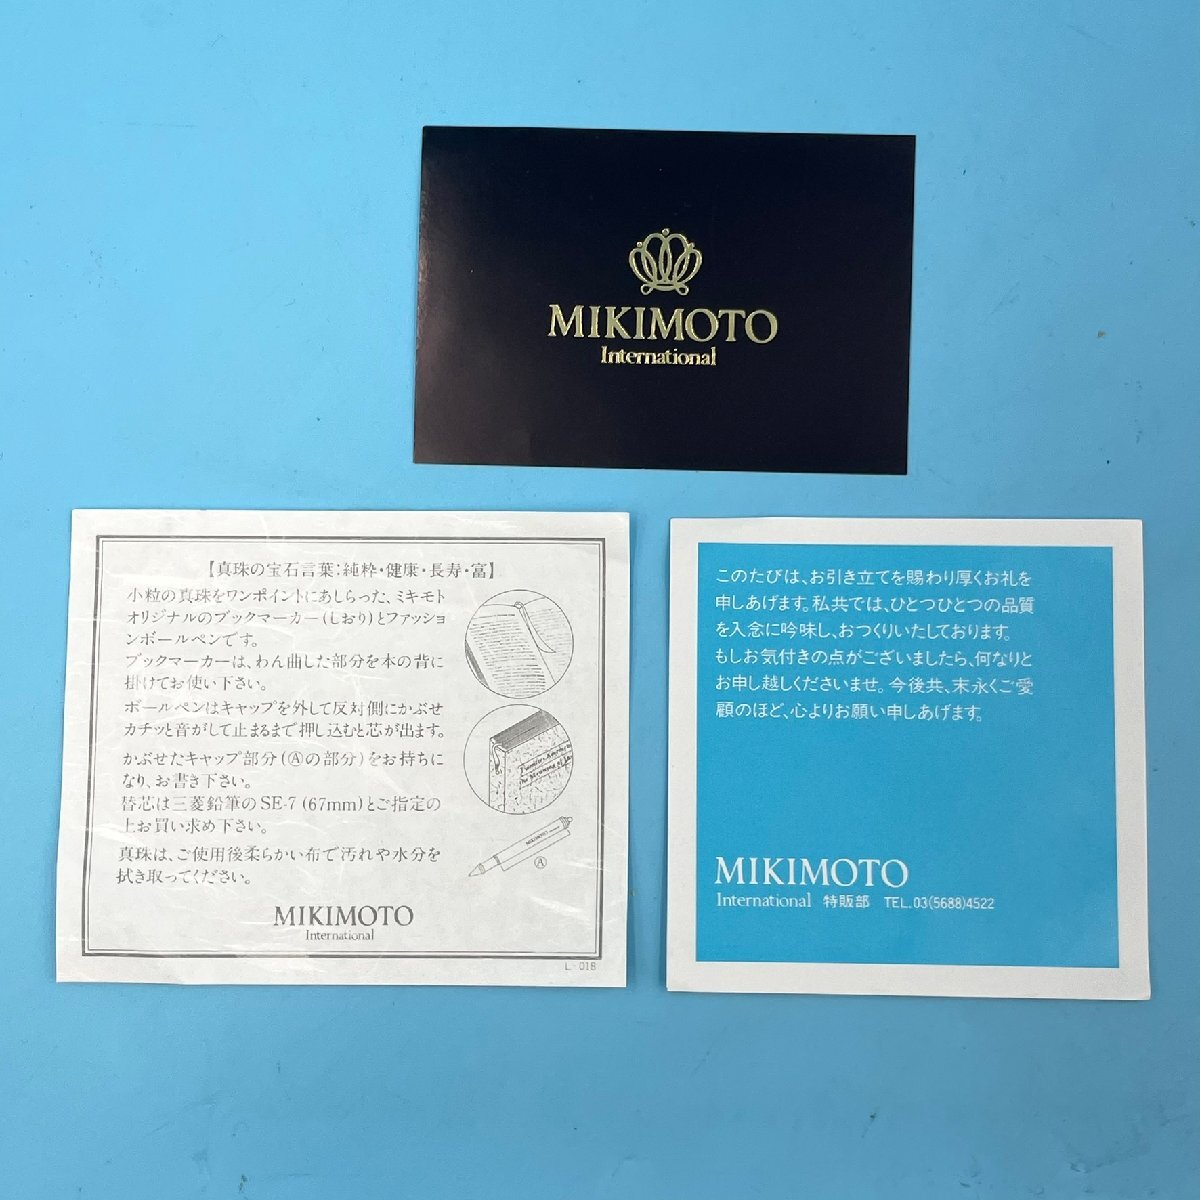 MIKIMOTO
International
【真珠の宝石言葉:純粋・健康・長寿・富】
小粒の真珠をワンポイントにあしらった、ミキモト
オリジナルのブックマーカー(しおり)とファッショ
ンボールペンです。
ブックマーカーは、わん曲した部分を本の背に
掛けてお使い下さい。
ボールペンはキャップを外して反対側にかぶせ
カチッと音がして止まるまで押し込むと芯が出ます。
かぶせたキャップ部分(Ⓐの部分)をお持ちに
なり、お書き下さい。
替芯は三菱鉛筆のSE-7(67mm)とご指定の
上お買い求め下さい。
真珠は、ご使用後柔らかい布で汚れや水分を
拭き取ってください。
MIKIMOTO
Ⓐ
MIKIMOTO
International
L-018
このたびは、お引き立てを賜わり厚くお礼を
申しあげます。私共では、ひとつひとつの品質
を入念に吟味し、おつくりいたしております。
もしお気付きの点がございましたら、何なりと
お申し越しくださいませ。今後共、末永くご愛
顧のほど、心よりお願い申しあげます。
MIKIMOTO
International 特販部 TEL.03(5688)4522